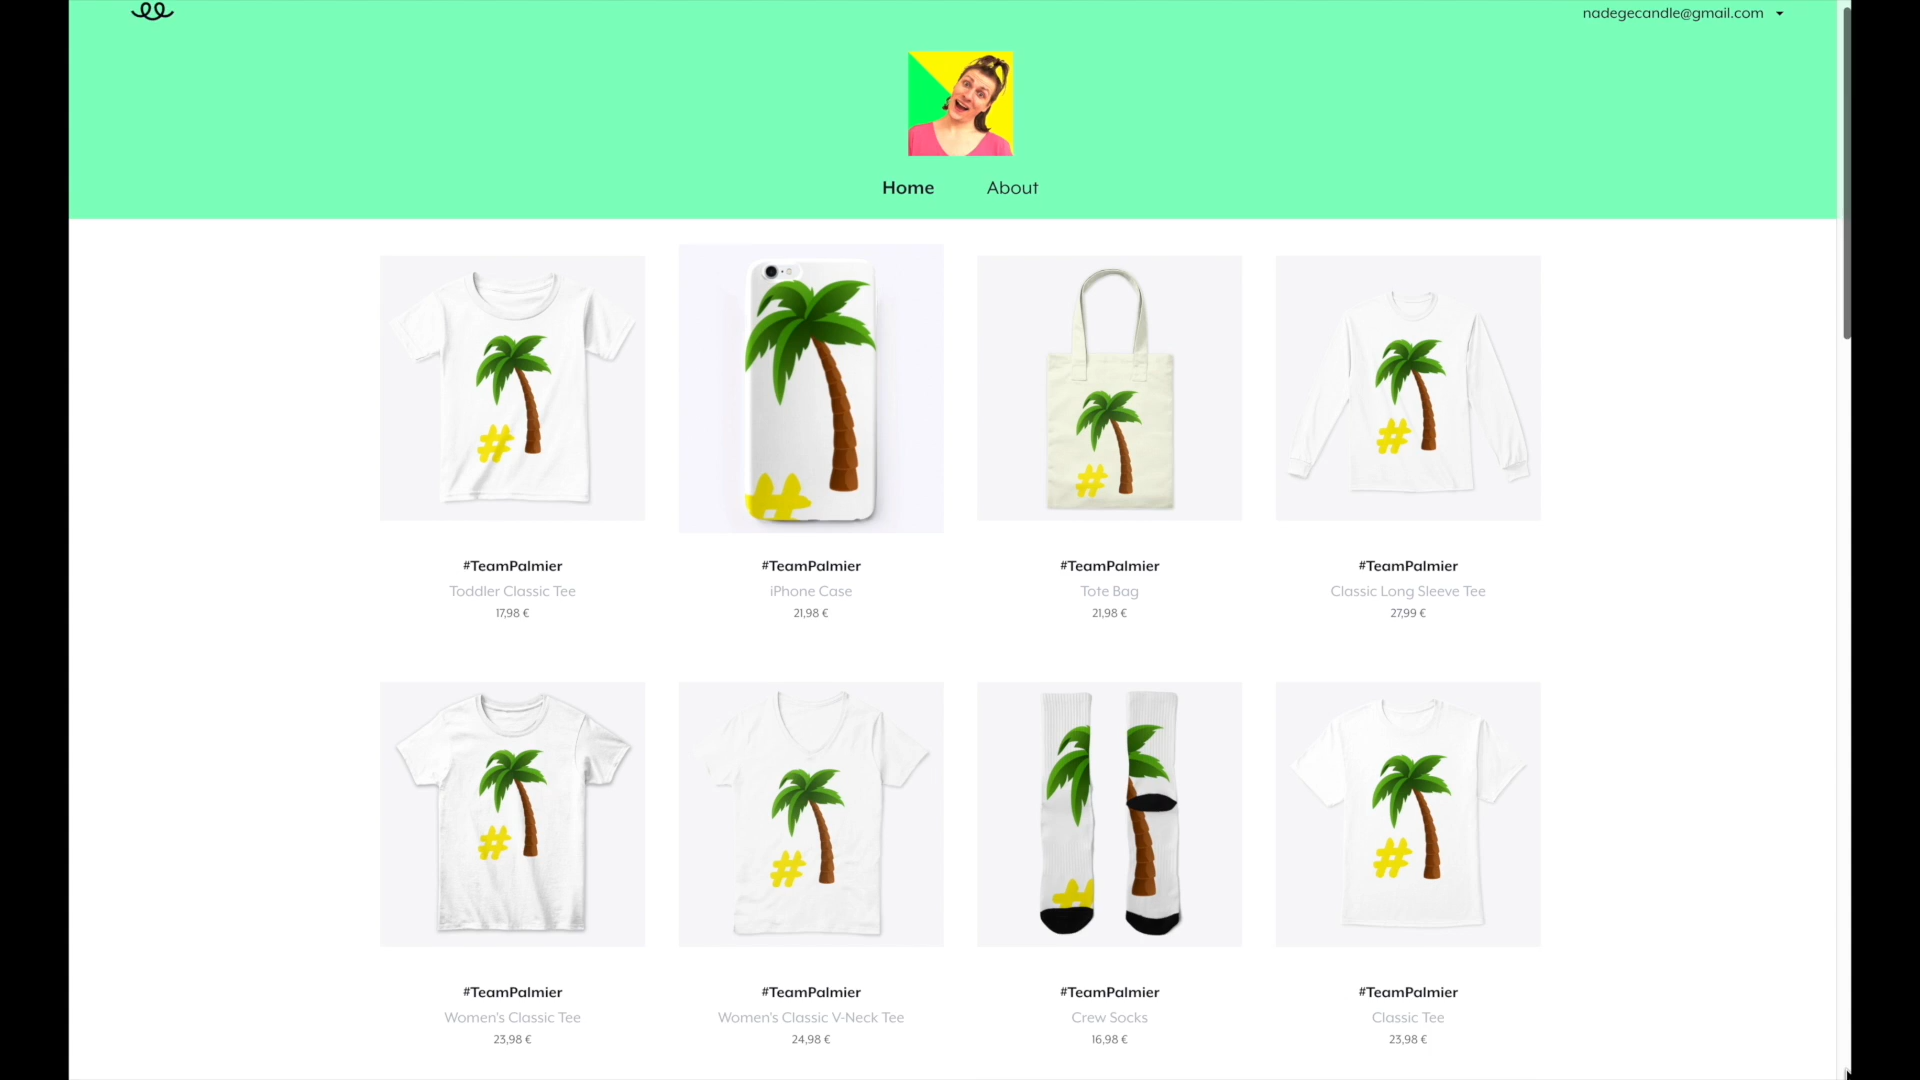 nadegecandle@gmail.com
Home About
#TeamPalmier #TeamPalmier #TeamPalmier #TeamPalmier
Toddler Classic Tee iPhone Case Tote Bag Classic Long Sleeve Tee
17,98 € 21,98 € 21,98 € 27,99 €
#TeamPalmier #TeamPalmier #TeamPalmier #TeamPalmier
Women's Classic Tee Women's Classic V-Neck Tee Crew Socks Classic Tee
23,98 € 24,98 € 16,98 € 23,98 €